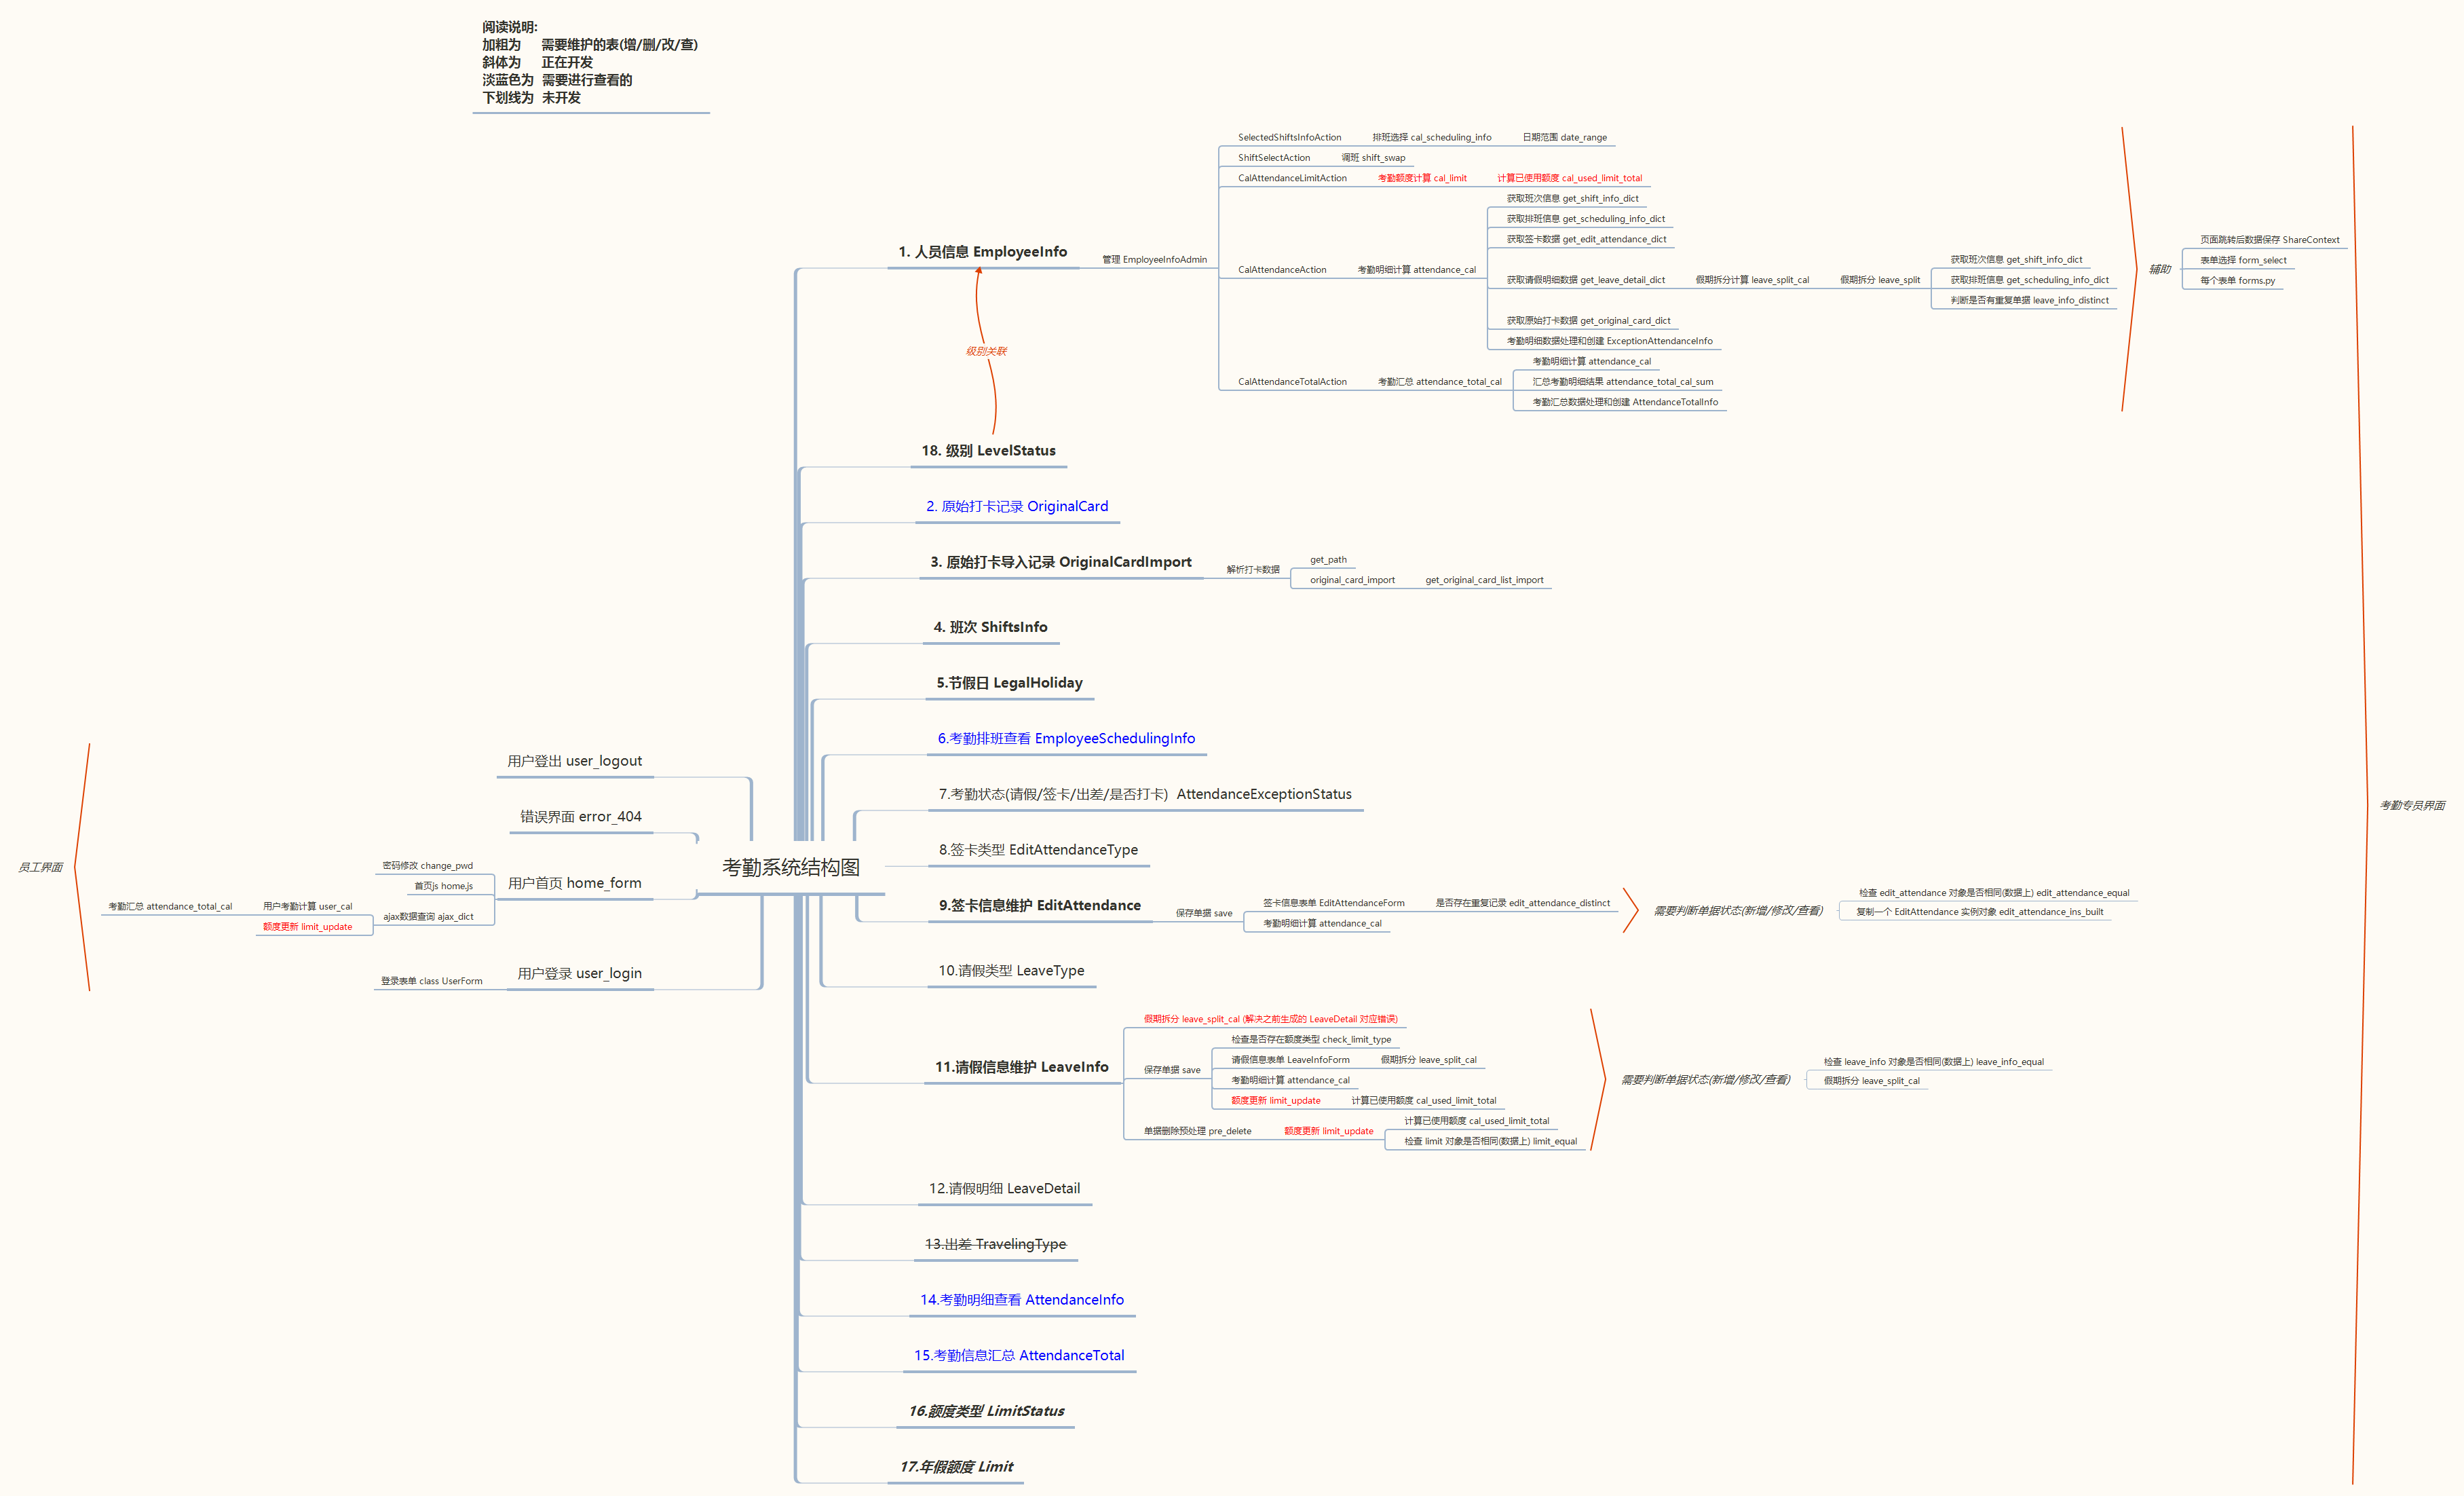 阅读说明:
加粗为 需要维护的表(增/删/改/查)
斜体为 正在开发
淡蓝色为 需要进行查看的
下划线为 未开发
考勤系统结构图
1. 人员信息 EmployeeInfo
管理 EmployeeInfoAdmin
SelectedShiftsInfoAction 排班选择 cal_scheduling_info 日期范围 date_range
ShiftSelectAction 调班 shift_swap
CalAttendanceLimitAction 考勤额度计算 cal_limit 计算已使用额度 cal_used_limit_total
CalAttendanceAction 考勤明细计算 attendance_cal
获取班次信息 get_shift_info_dict
获取排班信息 get_scheduling_info_dict
获取签卡数据 get_edit_attendance_dict
获取请假明细数据 get_leave_detail_dict 假期拆分计算 leave_split_cal 假期拆分 leave_split
获取班次信息 get_shift_info_dict
获取排班信息 get_scheduling_info_dict
判断是否有重复单据 leave_info_distinct
获取原始打卡数据 get_original_card_dict
考勤明细数据处理和创建 ExceptionAttendanceInfo
CalAttendanceTotalAction 考勤汇总 attendance_total_cal
考勤明细计算 attendance_cal
汇总考勤明细结果 attendance_total_cal_sum
考勤汇总数据处理和创建 AttendanceTotalInfo
辅助
页面跳转后数据保存 ShareContext
表单选择 form_select
每个表单 forms.py
级别关联
18. 级别 LevelStatus
2. 原始打卡记录 OriginalCard
3. 原始打卡导入记录 OriginalCardImport
解析打卡数据
get_path
original_card_import get_original_card_list_import
4. 班次 ShiftsInfo
5.节假日 LegalHoliday
6.考勤排班查看 EmployeeSchedulingInfo
7.考勤状态(请假/签卡/出差/是否打卡) AttendanceExceptionStatus
8.签卡类型 EditAttendanceType
9.签卡信息维护 EditAttendance
保存单据 save
签卡信息表单 EditAttendanceForm 是否存在重复记录 edit_attendance_distinct
考勤明细计算 attendance_cal
需要判断单据状态(新增/修改/查看)
检查 edit_attendance 对象是否相同(数据上) edit_attendance_equal
复制一个 EditAttendance 实例对象 edit_attendance_ins_built
10.请假类型 LeaveType
11.请假信息维护 LeaveInfo
假期拆分 leave_split_cal (解决之前生成的 LeaveDetail 对应错误)
保存单据 save
检查是否存在额度类型 check_limit_type
请假信息表单 LeaveInfoForm 假期拆分 leave_split_cal
考勤明细计算 attendance_cal
额度更新 limit_update 计算已使用额度 cal_used_limit_total
单据删除预处理 pre_delete 额度更新 limit_update
计算已使用额度 cal_used_limit_total
检查 limit 对象是否相同(数据上) limit_equal
需要判断单据状态(新增/修改/查看)
检查 leave_info 对象是否相同(数据上) leave_info_equal
假期拆分 leave_split_cal
12.请假明细 LeaveDetail
13.出差 TravelingType
14.考勤明细查看 AttendanceInfo
15.考勤信息汇总 AttendanceTotal
16.额度类型 LimitStatus
17.年假额度 Limit
考勤专员界面
用户登出 user_logout
错误界面 error_404
用户首页 home_form
密码修改 change_pwd
首页js home.js
ajax数据查询 ajax_dict
用户考勤计算 user_cal
考勤汇总 attendance_total_cal
额度更新 limit_update
用户登录 user_login
登录表单 class UserForm
员工界面